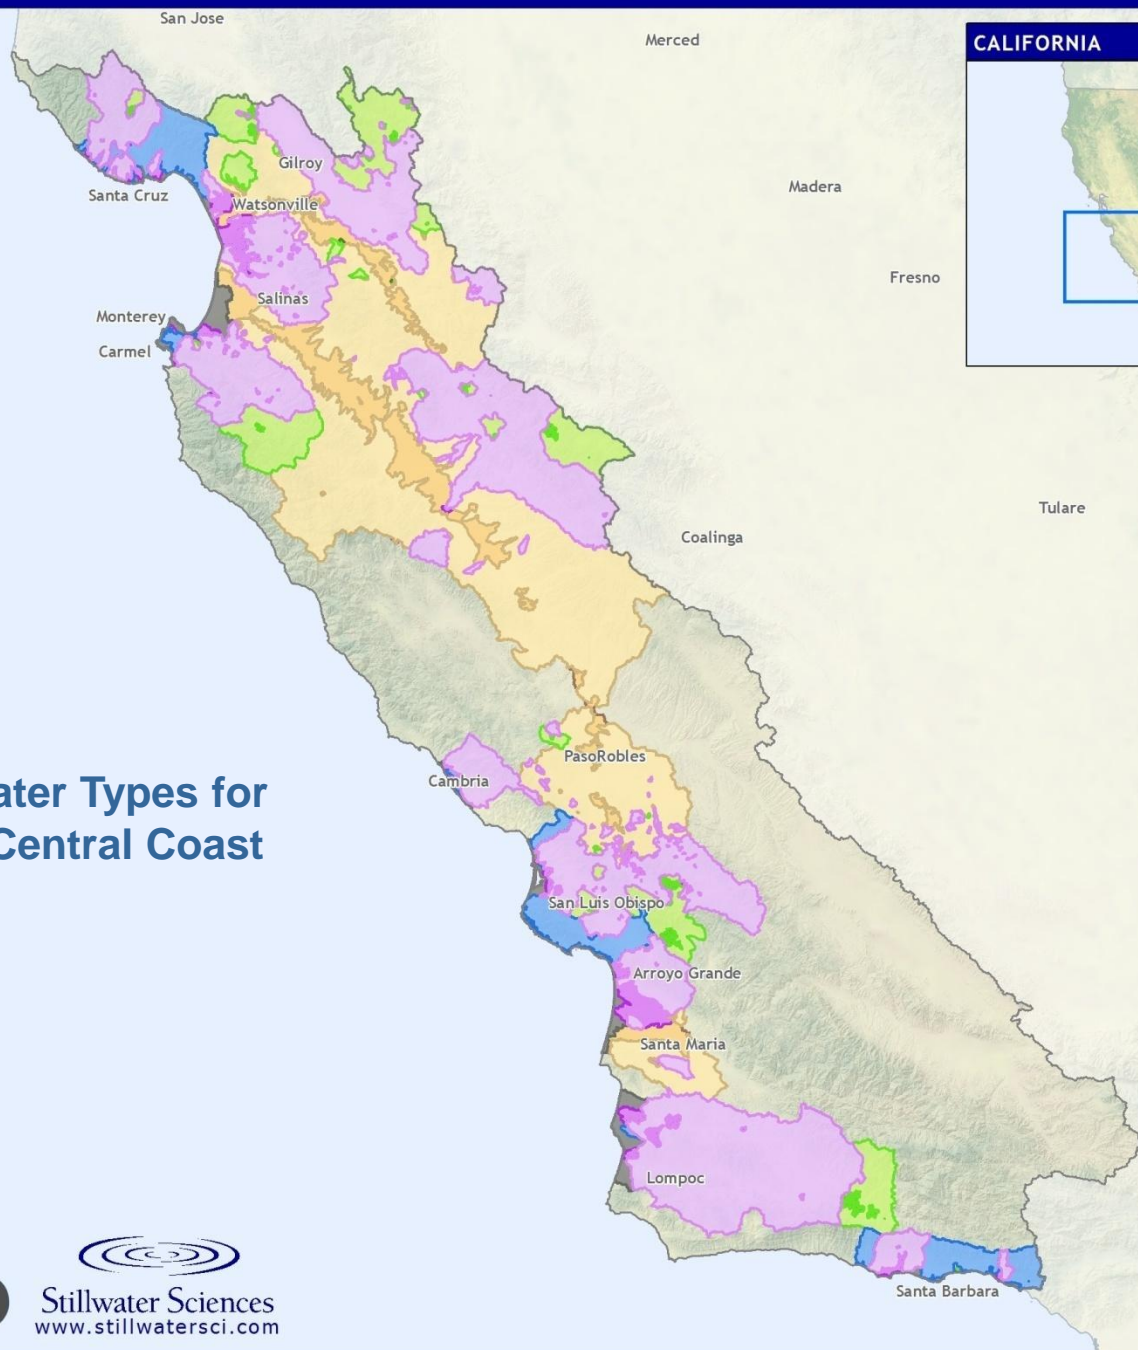 San Jose
Merced
CALIFORNIA
Gilroy
Madera
Santa Cruz
Watsonville
Fresno
Salinas
Monterey
Carmel
Tulare
Coalinga
PasoRobles
Cambria
ater Types for
Central Coast
San Luis Obispo
Arroyo Grande
Santa Maria
Lompoc
Santa Barbara
Stillwater Sciences
www.stillwatersci.com